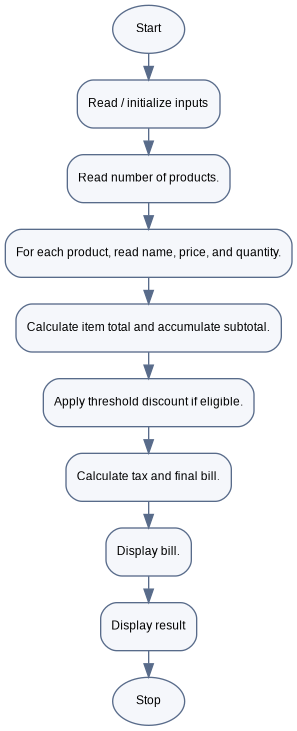 Start
Read / initialize inputs
Read number of products.
For each product, read name, price, and quantity.
Calculate item total and accumulate subtotal.
Apply threshold discount if eligible.
Calculate tax and final bill.
Display bill.
Display result
Stop